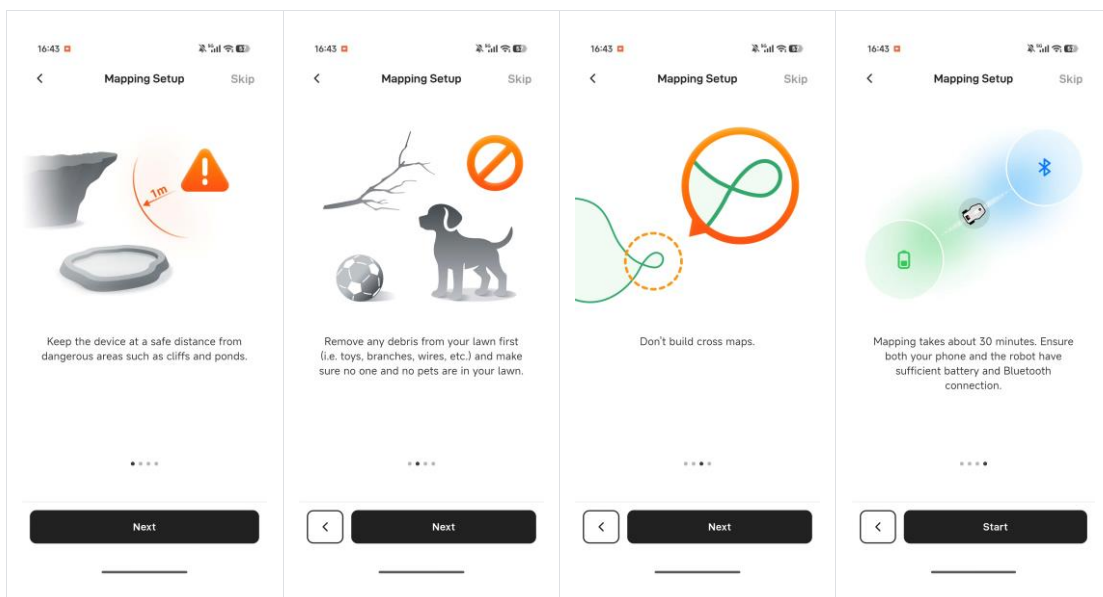 16:43
Mapping Setup
Skip
1m
Keep the device at a safe distance from
dangerous areas such as cliffs and ponds.
Next
16:43
Mapping Setup
Skip
Remove any debris from your lawn first
(i.e. toys, branches, wires, etc.) and make
sure no one and no pets are in your lawn.
Next
16:43
Mapping Setup
Skip
Don't build cross maps.
Next
16:43
Mapping Setup
Skip
Mapping takes about 30 minutes. Ensure
both your phone and the robot have
sufficient battery and Bluetooth
connection.
Start